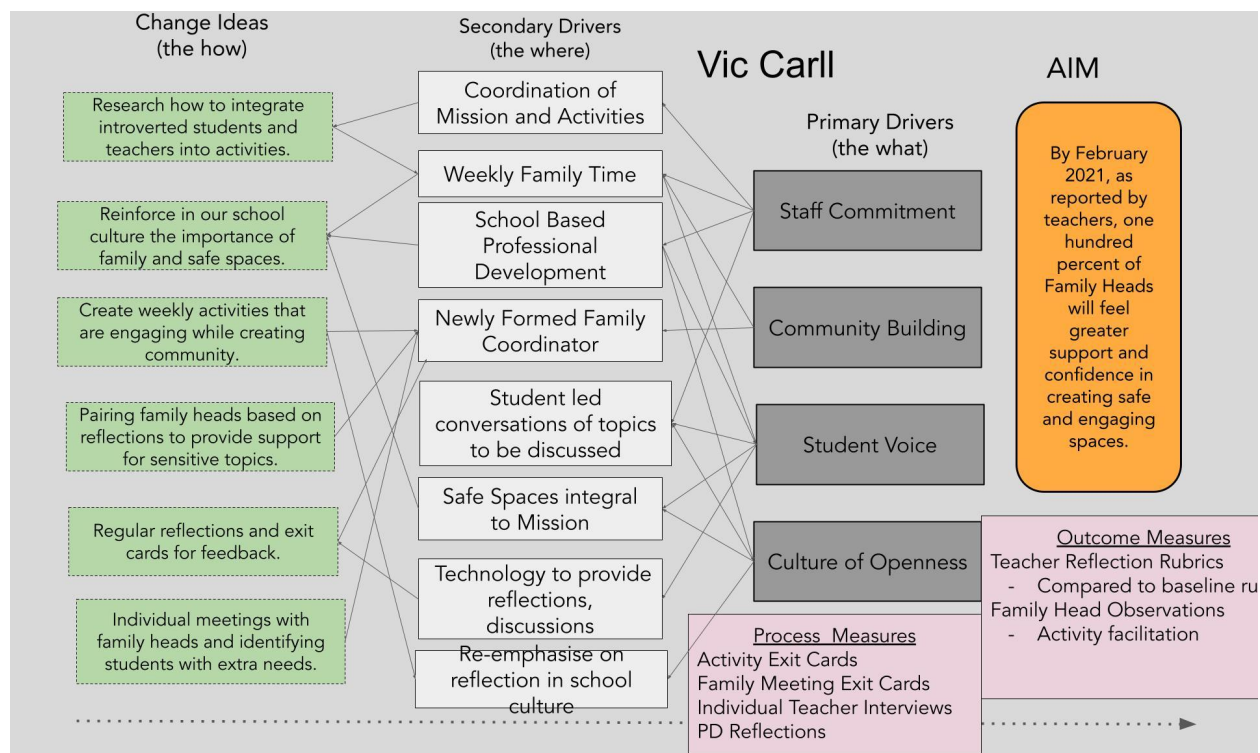 Change Ideas
(the how)
Research how to integrate
introverted students and
teachers into activities.
Reinforce in our school
culture the importance of
family and safe spaces.
Create weekly activities that
are engaging while creating
community.
Pairing family heads based on
reflections to provide support
for sensitive topics.
Regular reflections and exit
cards for feedback.
Individual meetings with
family heads and identifying
students with extra needs.
Secondary Drivers
(the where)
Coordination of
Mission and Activities
Weekly Family Time
School Based
Professional
Development
Newly Formed Family
Coordinator
Student led
conversations of topics
to be discussed
Safe Spaces integral
to Mission
Technology to provide
reflections,
discussions
Re-emphasise on
reflection in school
culture
Vic Carll
Primary Drivers
(the what)
Staff Commitment
Community Building
Student Voice
Culture of Openness
Process Measures
Activity Exit Cards
Family Meeting Exit Cards
Individual Teacher Interviews
PD Reflections
AIM
By February
2021, as
reported by
teachers, one
hundred
percent of
Family Heads
will feel
greater
support and
confidence in
creating safe
and engaging
spaces.
Outcome Measures
Teacher Reflection Rubrics
- Compared to baseline
Family Head Observations
- Activity facilitation